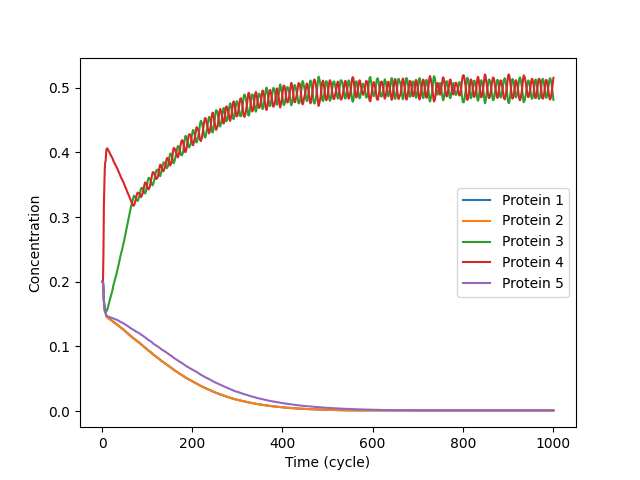 0.5
0.4
0.3
0.2
0.1
0.0
Concentration
0 200 400 600 800 1000
Time (cycle)
Protein 1
Protein 2
Protein 3
Protein 4
Protein 5